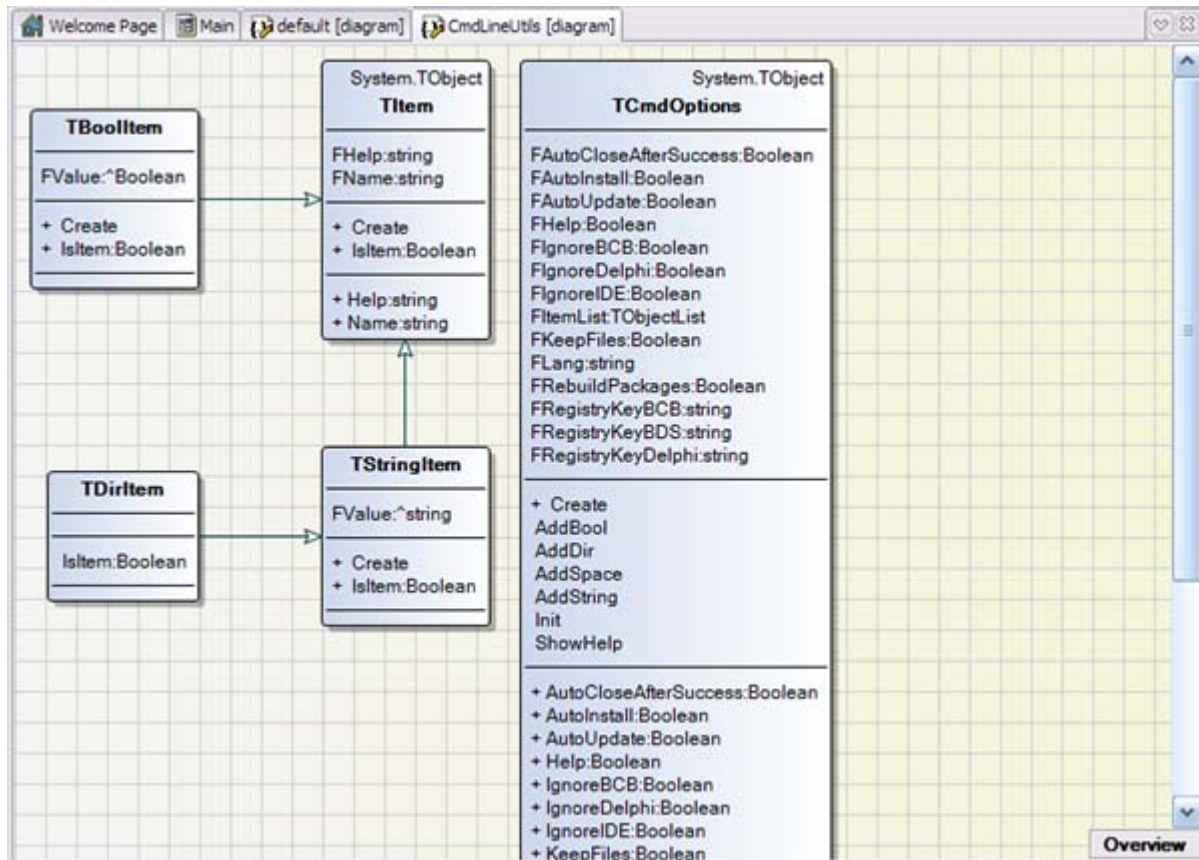 Welcome Page
Main
default [diagram]
CmdLineUtils [diagram]
TBoolItem
FValue:^Boolean
+ Create
+ IsItem:Boolean
System.TObject
TItem
FHelp:string
FName:string
+ Create
+ IsItem:Boolean
+ Help:string
+ Name:string
TDirItem
IsItem:Boolean
TStringItem
FValue:^string
+ Create
+ IsItem:Boolean
System.TObject
TCmdOptions
FAutoCloseAfterSuccess:Boolean
FAutoInstall:Boolean
FAutoUpdate:Boolean
FHelp:Boolean
FIgnoreBCB:Boolean
FIgnoreDelphi:Boolean
FIgnoreIDE:Boolean
FItemList:TObjectList
FKeepFiles:Boolean
FLang:string
FRebuildPackages:Boolean
FRegistryKeyBCB:string
FRegistryKeyBDS:string
FRegistryKeyDelphi:string
+ Create
AddBool
AddDir
AddSpace
AddString
Init
ShowHelp
+ AutoCloseAfterSuccess:Boolean
+ AutoInstall:Boolean
+ AutoUpdate:Boolean
+ Help:Boolean
+ IgnoreBCB:Boolean
+ IgnoreDelphi:Boolean
+ IgnoreIDE:Boolean
+ KeepFiles:Boolean
Overview